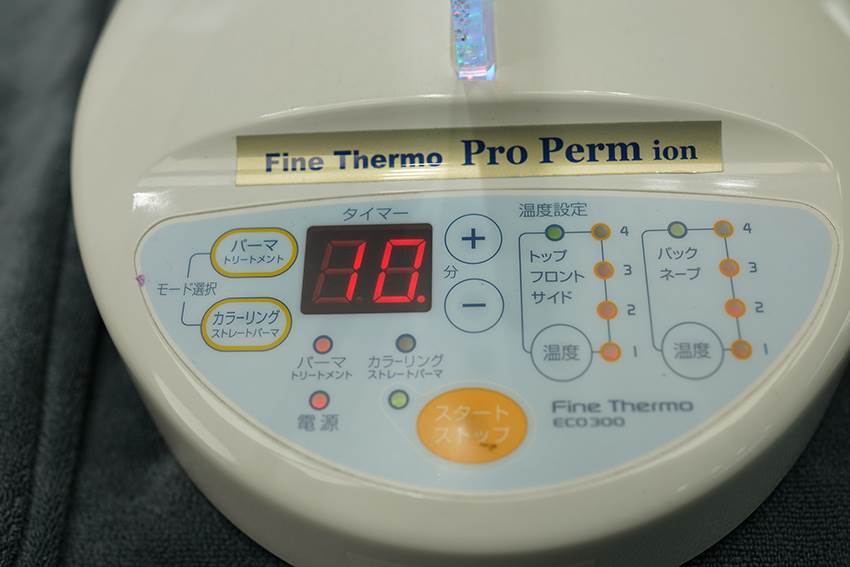 Fine Thermo Pro Perm ion
タイマー
10.
分
+
−
モード選択
パーマ
トリートメント
カラーリング
ストレートパーマ
温度設定
トップ
フロント
サイド
温度
4
3
2
1
バック
ネープ
温度
4
3
2
1
パーマ
トリートメント
カラーリング
ストレートパーマ
電源
スタート
ストップ
Fine Thermo
ECO300